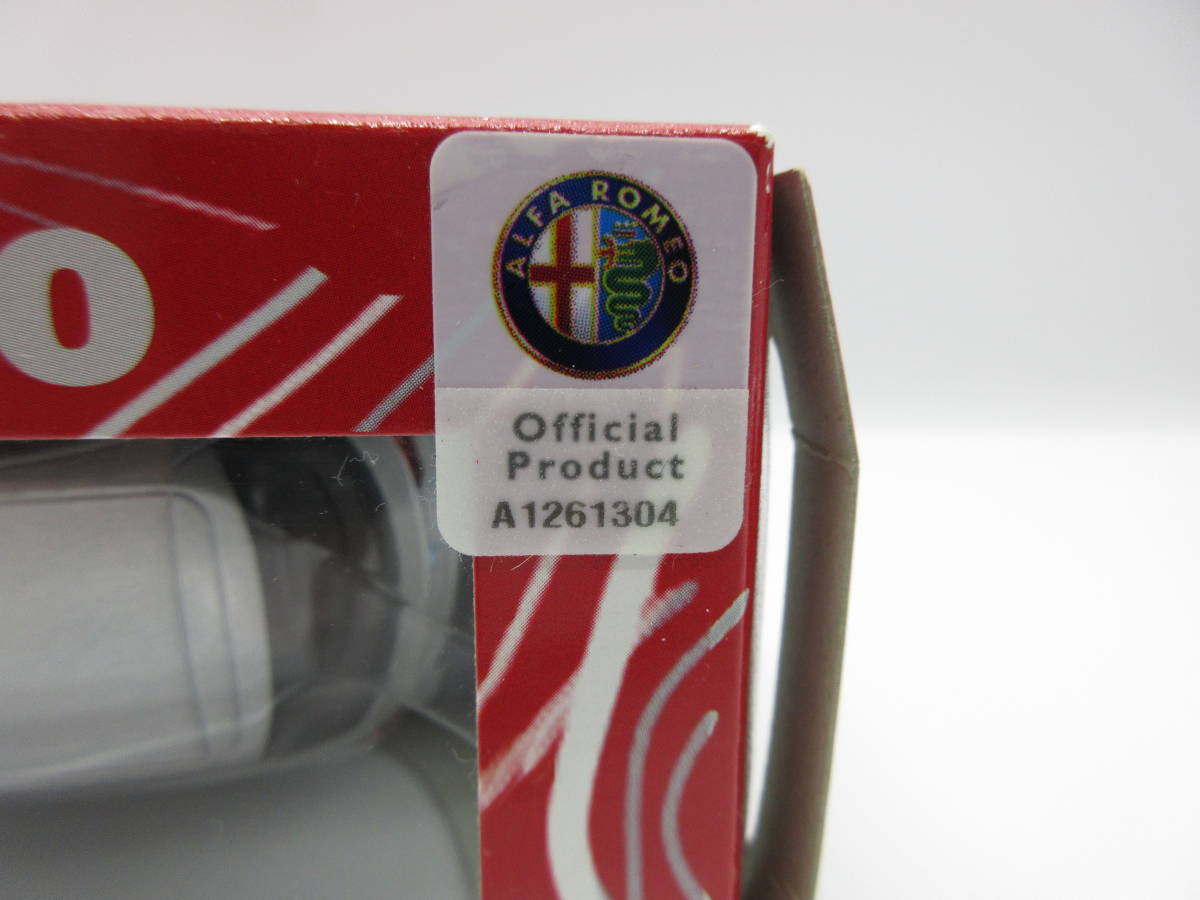 O
ALFA ROMEO
Official
Product
A1261304